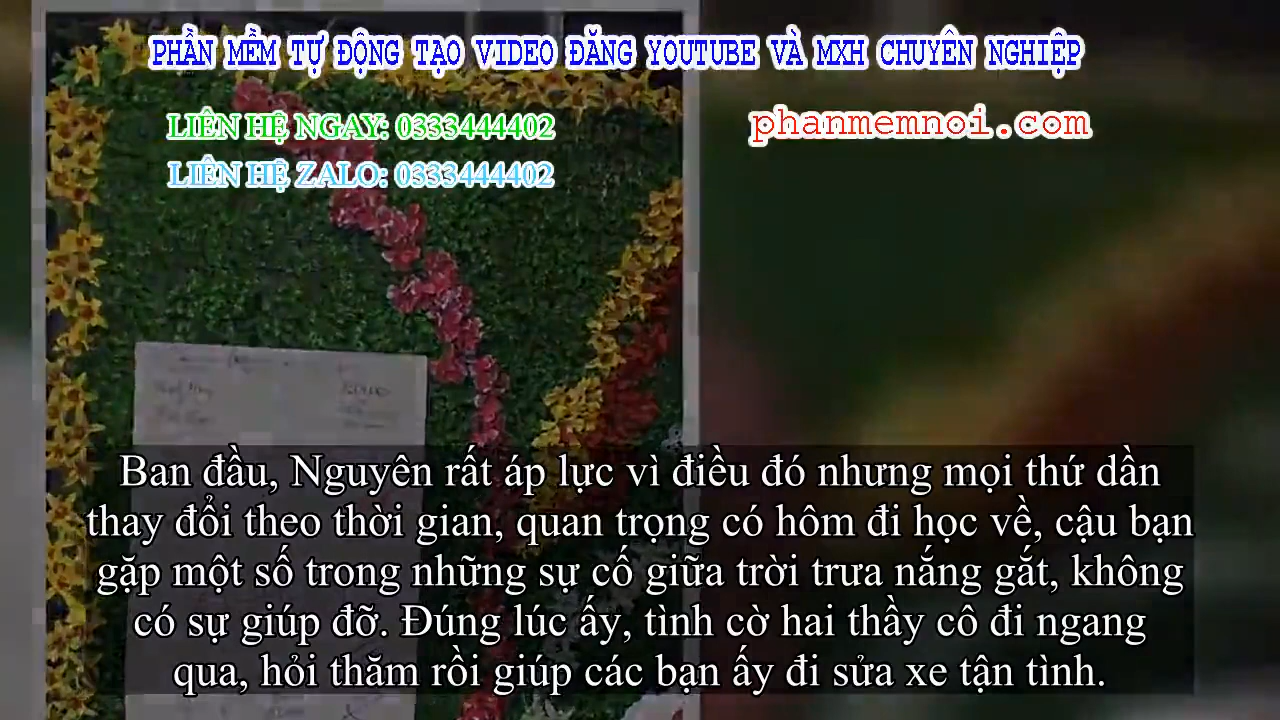 PHẦN MỀM TỰ ĐỘNG TẠO VIDEO ĐĂNG YOUTUBE VÀ MXH CHUYÊN NGHIỆP
LIÊN HỆ NGAY: 0333444402
phanmemnoi.com
LIÊN HỆ ZALO: 0333444402
Ban đầu, Nguyên rất áp lực vì điều đó nhưng mọi thứ dần
thay đổi theo thời gian, quan trọng có hôm đi học về, cậu bạn
gặp một số trong những sự cố giữa trời trưa nắng gắt, không
có sự giúp đỡ. Đúng lúc ấy, tình cờ hai thầy cô đi ngang
qua, hỏi thăm rồi giúp các bạn ấy đi sửa xe tận tình.